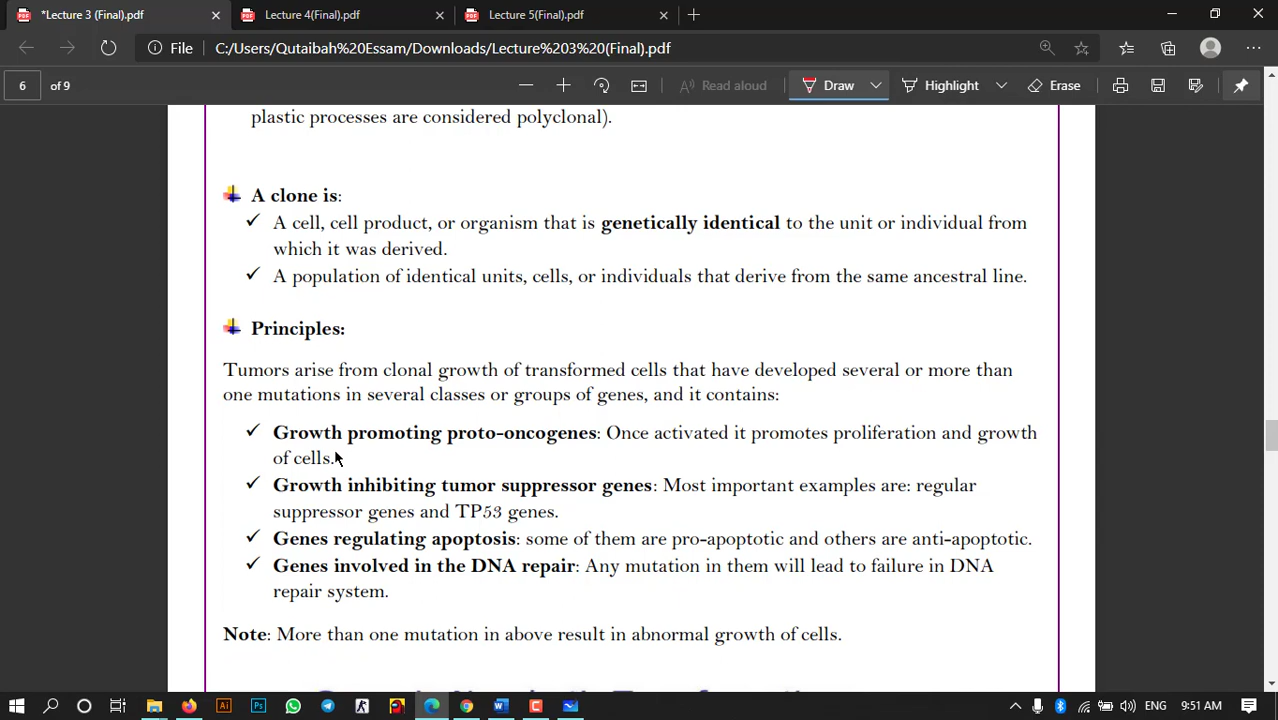 *Lecture 3 (Final).pdf
Lecture 4(Final).pdf
Lecture 5(Final).pdf
File
C:/Users/Qutaibah%20Essam/Downloads/Lecture%203%20(Final).pdf
6 of 9
Read aloud
Draw
Highlight
Erase
plastic processes are considered polyclonal).
A clone is:
✓ A cell, cell product, or organism that is genetically identical to the unit or individual from
which it was derived.
✓ A population of identical units, cells, or individuals that derive from the same ancestral line.
Principles:
Tumors arise from clonal growth of transformed cells that have developed several or more than
one mutations in several classes or groups of genes, and it contains:
✓ Growth promoting proto-oncogenes: Once activated it promotes proliferation and growth
of cells.
✓ Growth inhibiting tumor suppressor genes: Most important examples are: regular
suppressor genes and TP53 genes.
✓ Genes regulating apoptosis: some of them are pro-apoptotic and others are anti-apoptotic.
✓ Genes involved in the DNA repair: Any mutation in them will lead to failure in DNA
repair system.
Note: More than one mutation in above result in abnormal growth of cells.
ENG
9:51 AM